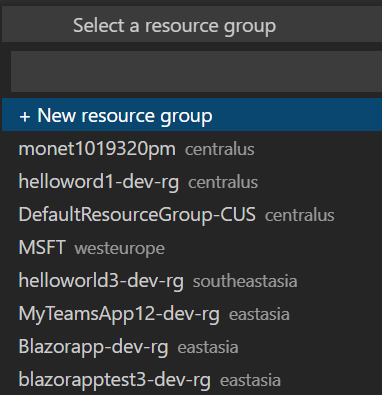 Select a resource group
+ New resource group
monet1019320pm centralus
helloword1-dev-rg centralus
DefaultResourceGroup-CUS centralus
MSFT westeurope
helloworld3-dev-rg southeastasia
MyTeamsApp12-dev-rg eastasia
Blazorapp-dev-rg eastasia
blazorapptest3-dev-rg eastasia